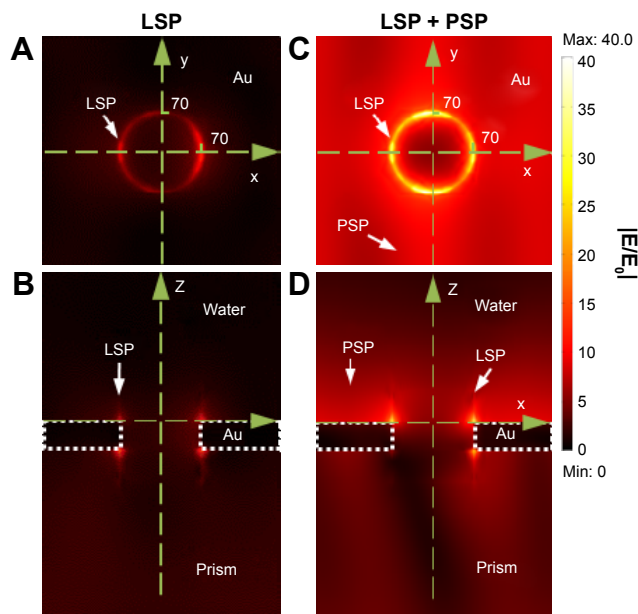 LSP
LSP + PSP
A
y
Au
LSP
70
70
x
C
y
Au
LSP
70
70
x
PSP
Max: 40.0
40
35
30
25
20
15
10
5
0
Min: 0
|E/E0|
B
Z
Water
LSP
Au
Prism
D
Z
Water
PSP
LSP
x
Au
Prism